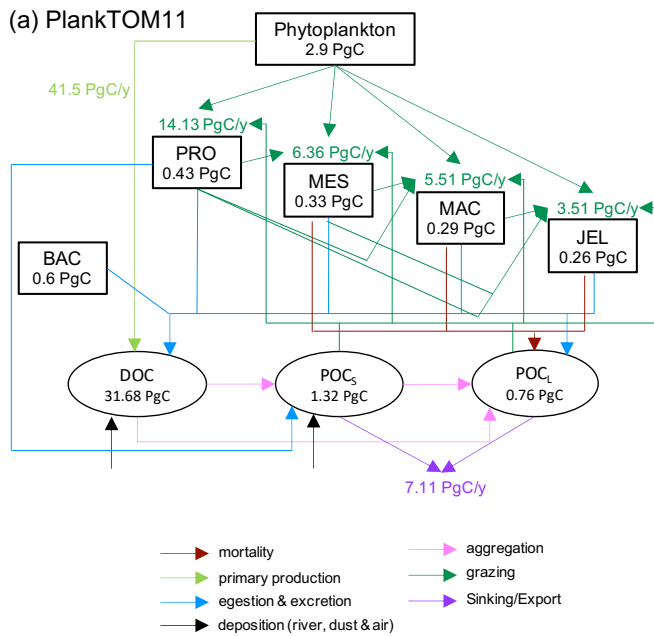 (a) PlankTOM11
Phytoplankton
2.9 PgC
41.5 PgC/y
14.13 PgC/y
6.36 PgC/y
5.51 PgC/y
3.51 PgC/y
PRO
0.43 PgC
MES
0.33 PgC
MAC
0.29 PgC
JEL
0.26 PgC
BAC
0.6 PgC
DOC
31.68 PgC
POCS
1.32 PgC
POCL
0.76 PgC
7.11 PgC/y
mortality
primary production
egestion & excretion
deposition (river, dust & air)
aggregation
grazing
Sinking/Export